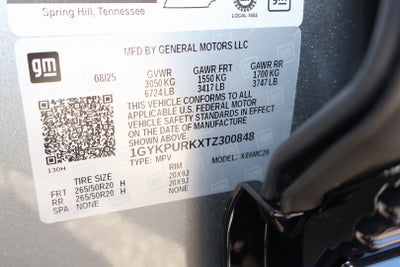 Spring Hill, Tennessee
LOCAL 1853
MFD BY GENERAL MOTORS LLC
gm
08/25 GVWR GAWR FRT GAWR RR
3050 KG 1550 KG 1700 KG
6724 LB 3417 LB 3747 LB
THIS VEHICLE CONFORMS TO ALL
APPLICABLE U.S. FEDERAL MOTOR
VEHICLE SAFETY STANDARDS IN EFFECT
ON THE DATE OF MANUFACTURE
SHOWN ABOVE.
1GYKPURKXTZ300848
130H TYPE: MPV MODEL: X86MC26
TIRE SIZE RIM
FRT 265/50R20 H 20X9J
RR 265/50R20 H 20X9J
SPA NONE NONE